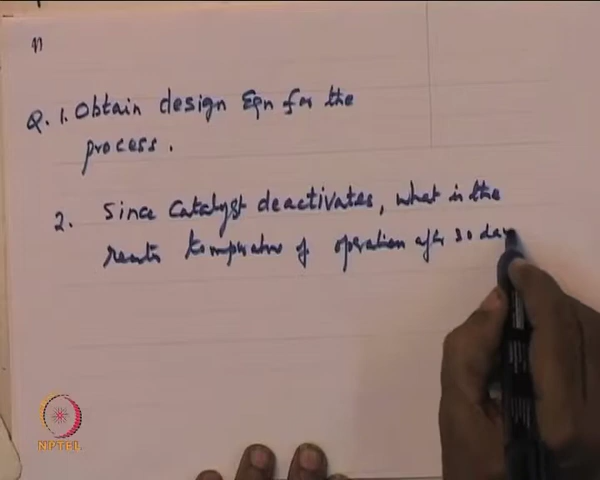 Q. 1. Obtain design Eqn for the
process.
2. Since Catalyst deactivates, what is the
reactor temperature of operation after 30 day
NPTEL